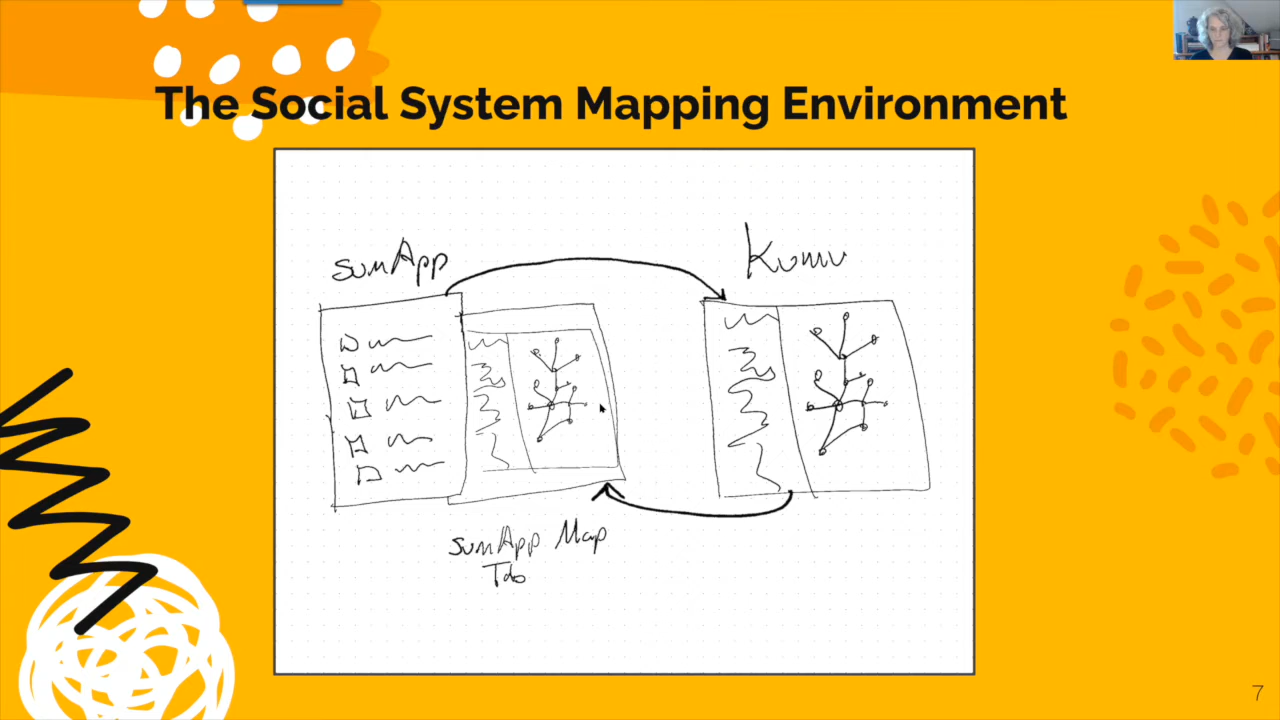 The Social System Mapping Environment
sumApp
Kumu
sumApp Map
Tab
7